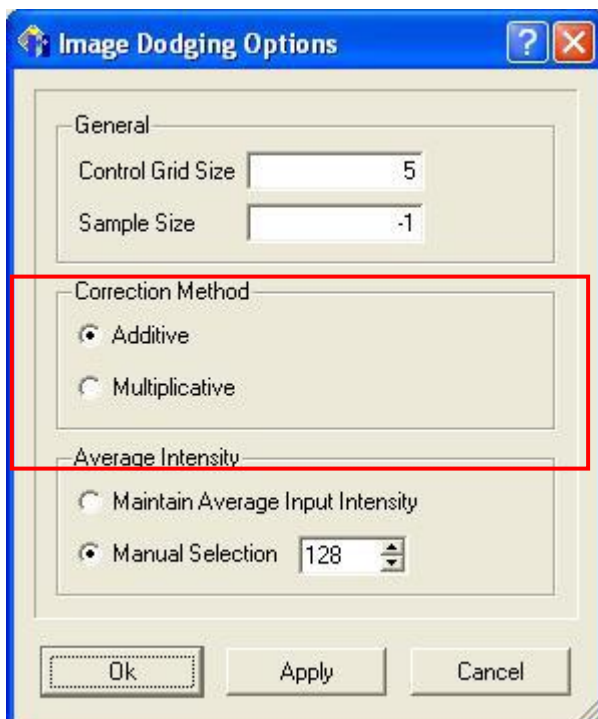 Image Dodging Options
General
Control Grid Size 5
Sample Size -1
Correction Method
Additive
Multiplicative
Average Intensity
Maintain Average Input Intensity
Manual Selection 128
Ok Apply Cancel